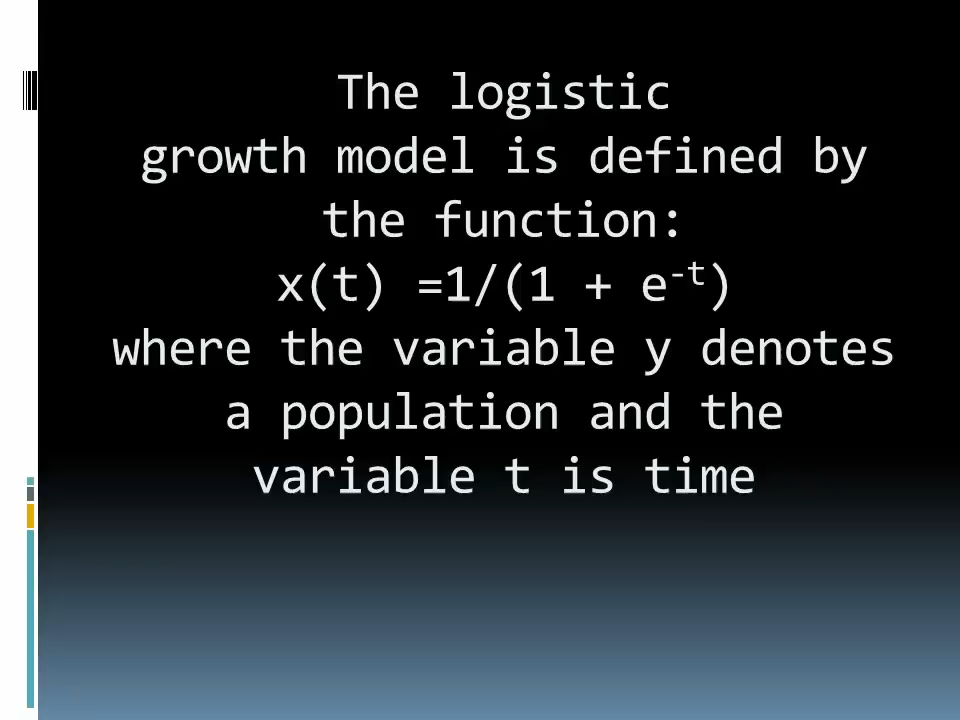 The logistic
growth model is defined by
the function:
x(t) =1/(1 + e⁻ᵗ)
where the variable y denotes
a population and the
variable t is time